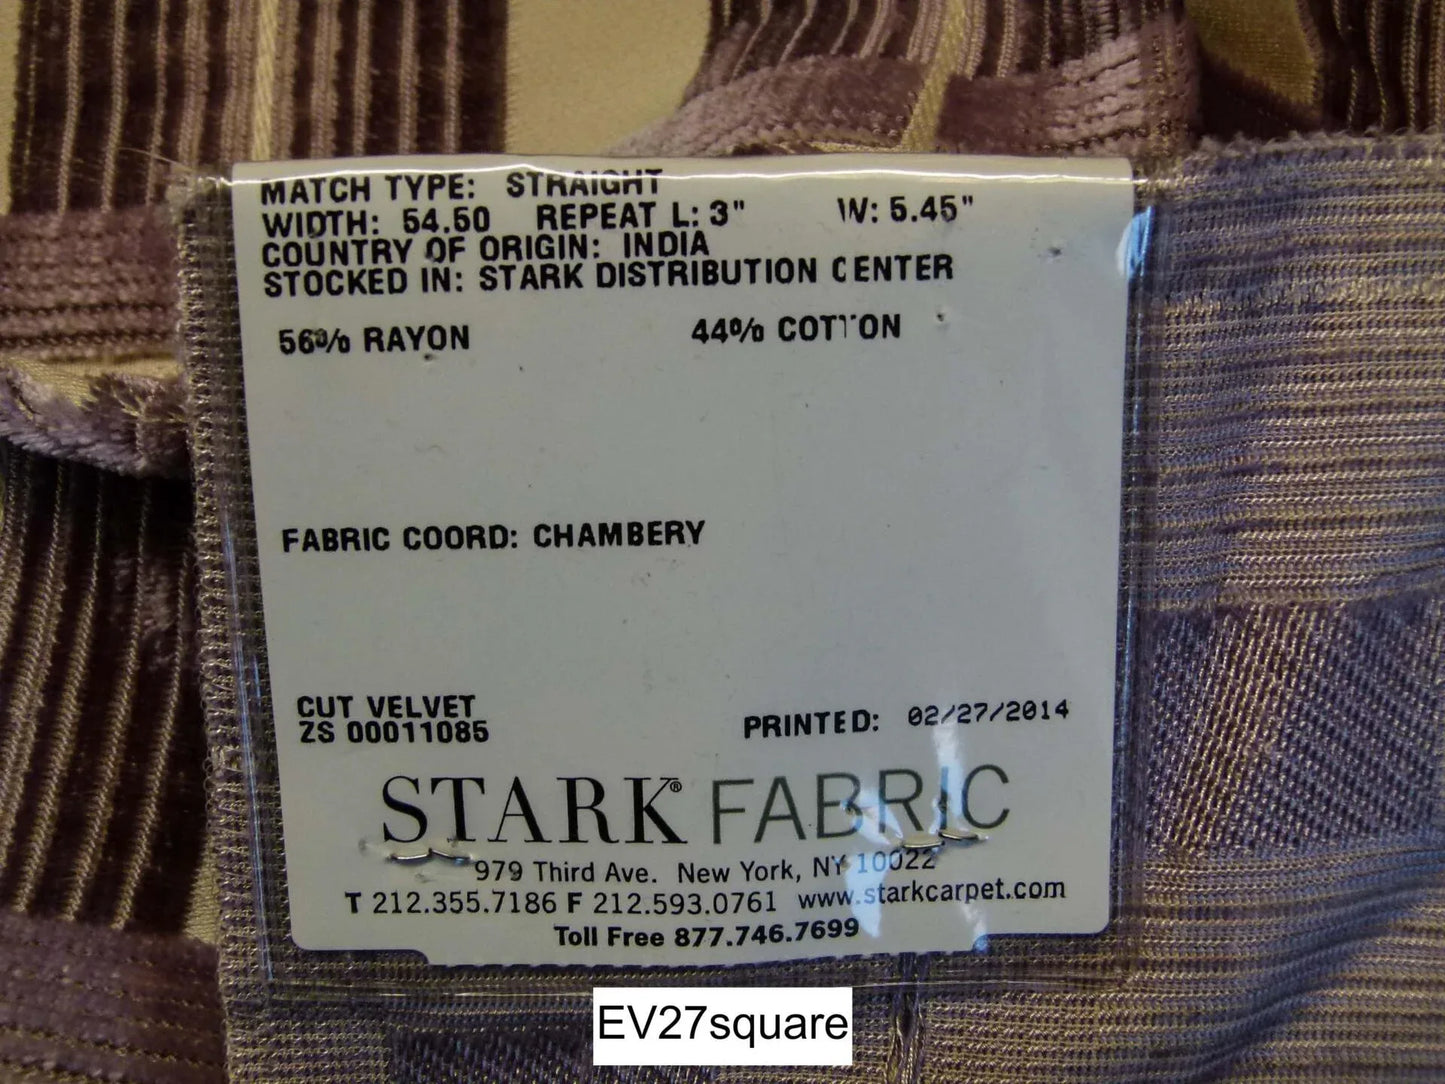 MATCH TYPE: STRAIGHT
WIDTH: 54.50 REPEAT L: 3" W: 5.45"
COUNTRY OF ORIGIN: INDIA
STOCKED IN: STARK DISTRIBUTION CENTER
56% RAYON 44% COTTON
FABRIC COORD: CHAMBERY
CUT VELVET
ZS 00011085 PRINTED: 02/27/2014
STARK® FABRIC
979 Third Ave. New York, NY 10022
T 212.355.7186 F 212.593.0761 www.starkcarpet.com
Toll Free 877.746.7699
EV27square